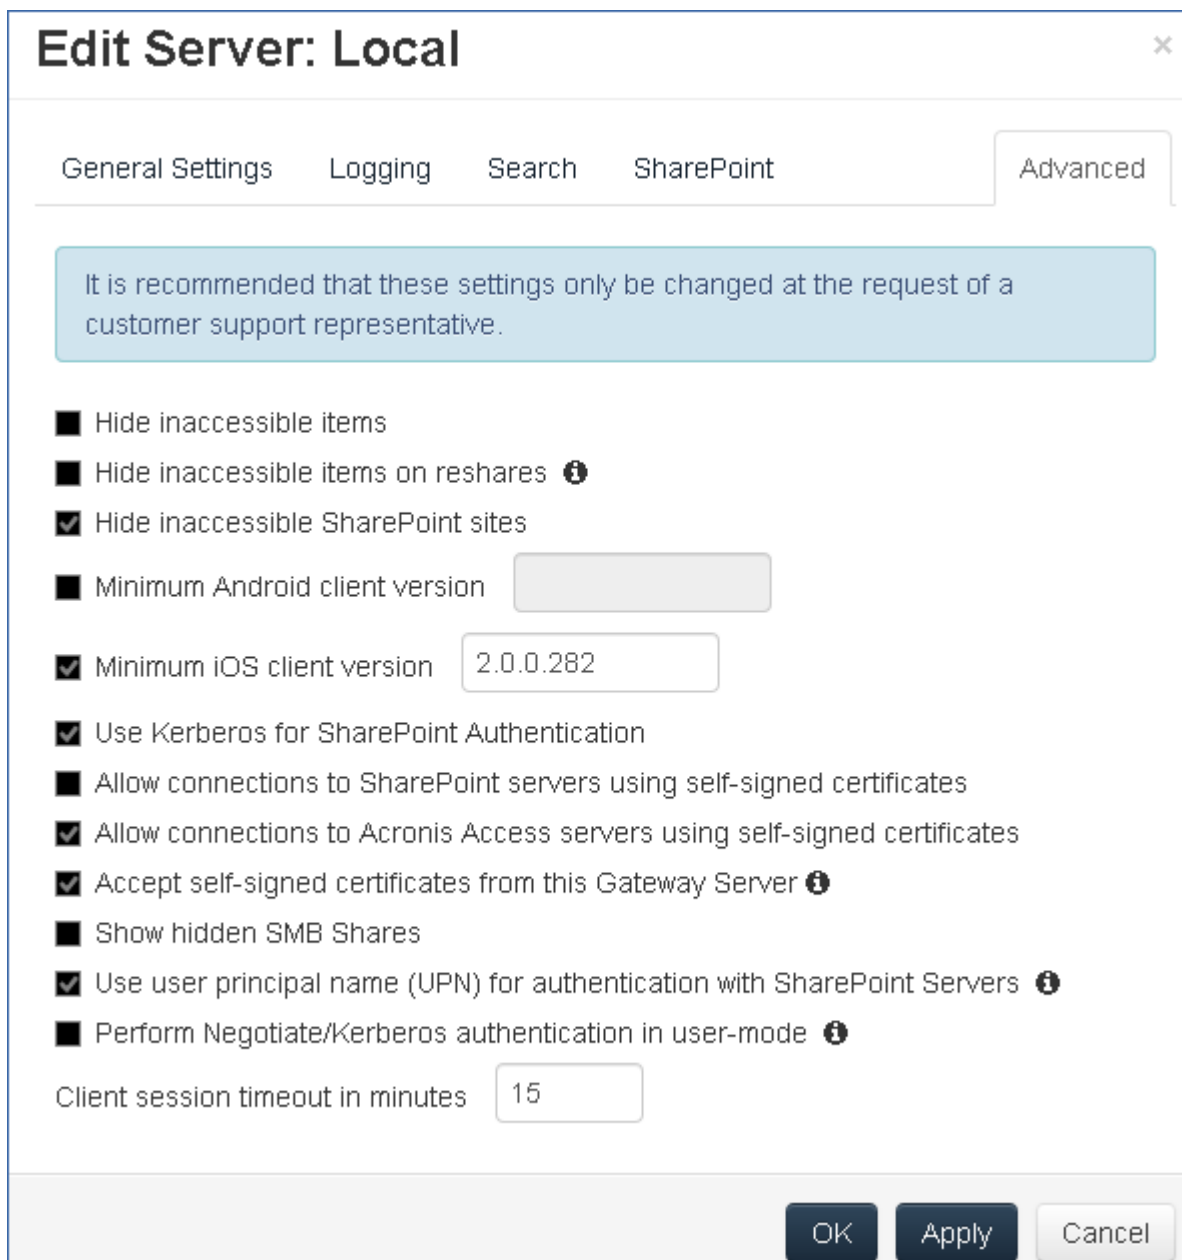 Edit Server: Local
×
General Settings Logging Search SharePoint Advanced
It is recommended that these settings only be changed at the request of a
customer support representative.
Hide inaccessible items
Hide inaccessible items on reshares
Hide inaccessible SharePoint sites
Minimum Android client version
Minimum iOS client version 2.0.0.282
Use Kerberos for SharePoint Authentication
Allow connections to SharePoint servers using self-signed certificates
Allow connections to Acronis Access servers using self-signed certificates
Accept self-signed certificates from this Gateway Server
Show hidden SMB Shares
Use user principal name (UPN) for authentication with SharePoint Servers
Perform Negotiate/Kerberos authentication in user-mode
Client session timeout in minutes 15
OK Apply Cancel